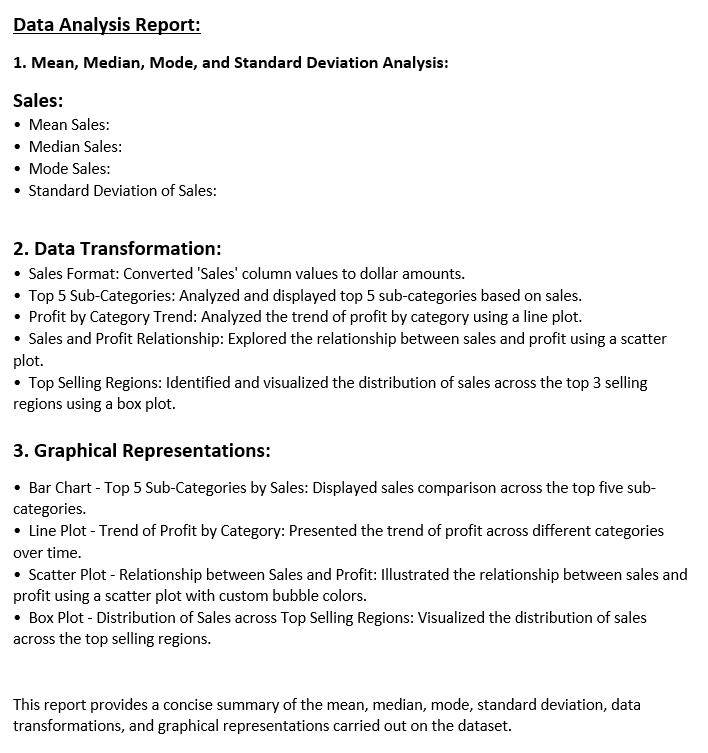 Data Analysis Report:
1. Mean, Median, Mode, and Standard Deviation Analysis:
Sales:
• Mean Sales:
• Median Sales:
• Mode Sales:
• Standard Deviation of Sales:
2. Data Transformation:
• Sales Format: Converted 'Sales' column values to dollar amounts.
• Top 5 Sub-Categories: Analyzed and displayed top 5 sub-categories based on sales.
• Profit by Category Trend: Analyzed the trend of profit by category using a line plot.
• Sales and Profit Relationship: Explored the relationship between sales and profit using a scatter
plot.
• Top Selling Regions: Identified and visualized the distribution of sales across the top 3 selling
regions using a box plot.
3. Graphical Representations:
• Bar Chart - Top 5 Sub-Categories by Sales: Displayed sales comparison across the top five sub-
categories.
• Line Plot - Trend of Profit by Category: Presented the trend of profit across different categories
over time.
• Scatter Plot - Relationship between Sales and Profit: Illustrated the relationship between sales and
profit using a scatter plot with custom bubble colors.
• Box Plot - Distribution of Sales across Top Selling Regions: Visualized the distribution of sales
across the top selling regions.
This report provides a concise summary of the mean, median, mode, standard deviation, data
transformations, and graphical representations carried out on the dataset.